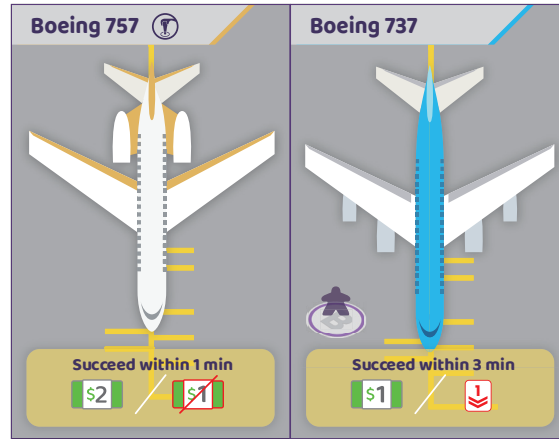 Boeing 757
Boeing 737
Succeed within 1 min
$2
$1
Succeed within 3 min
$1
1